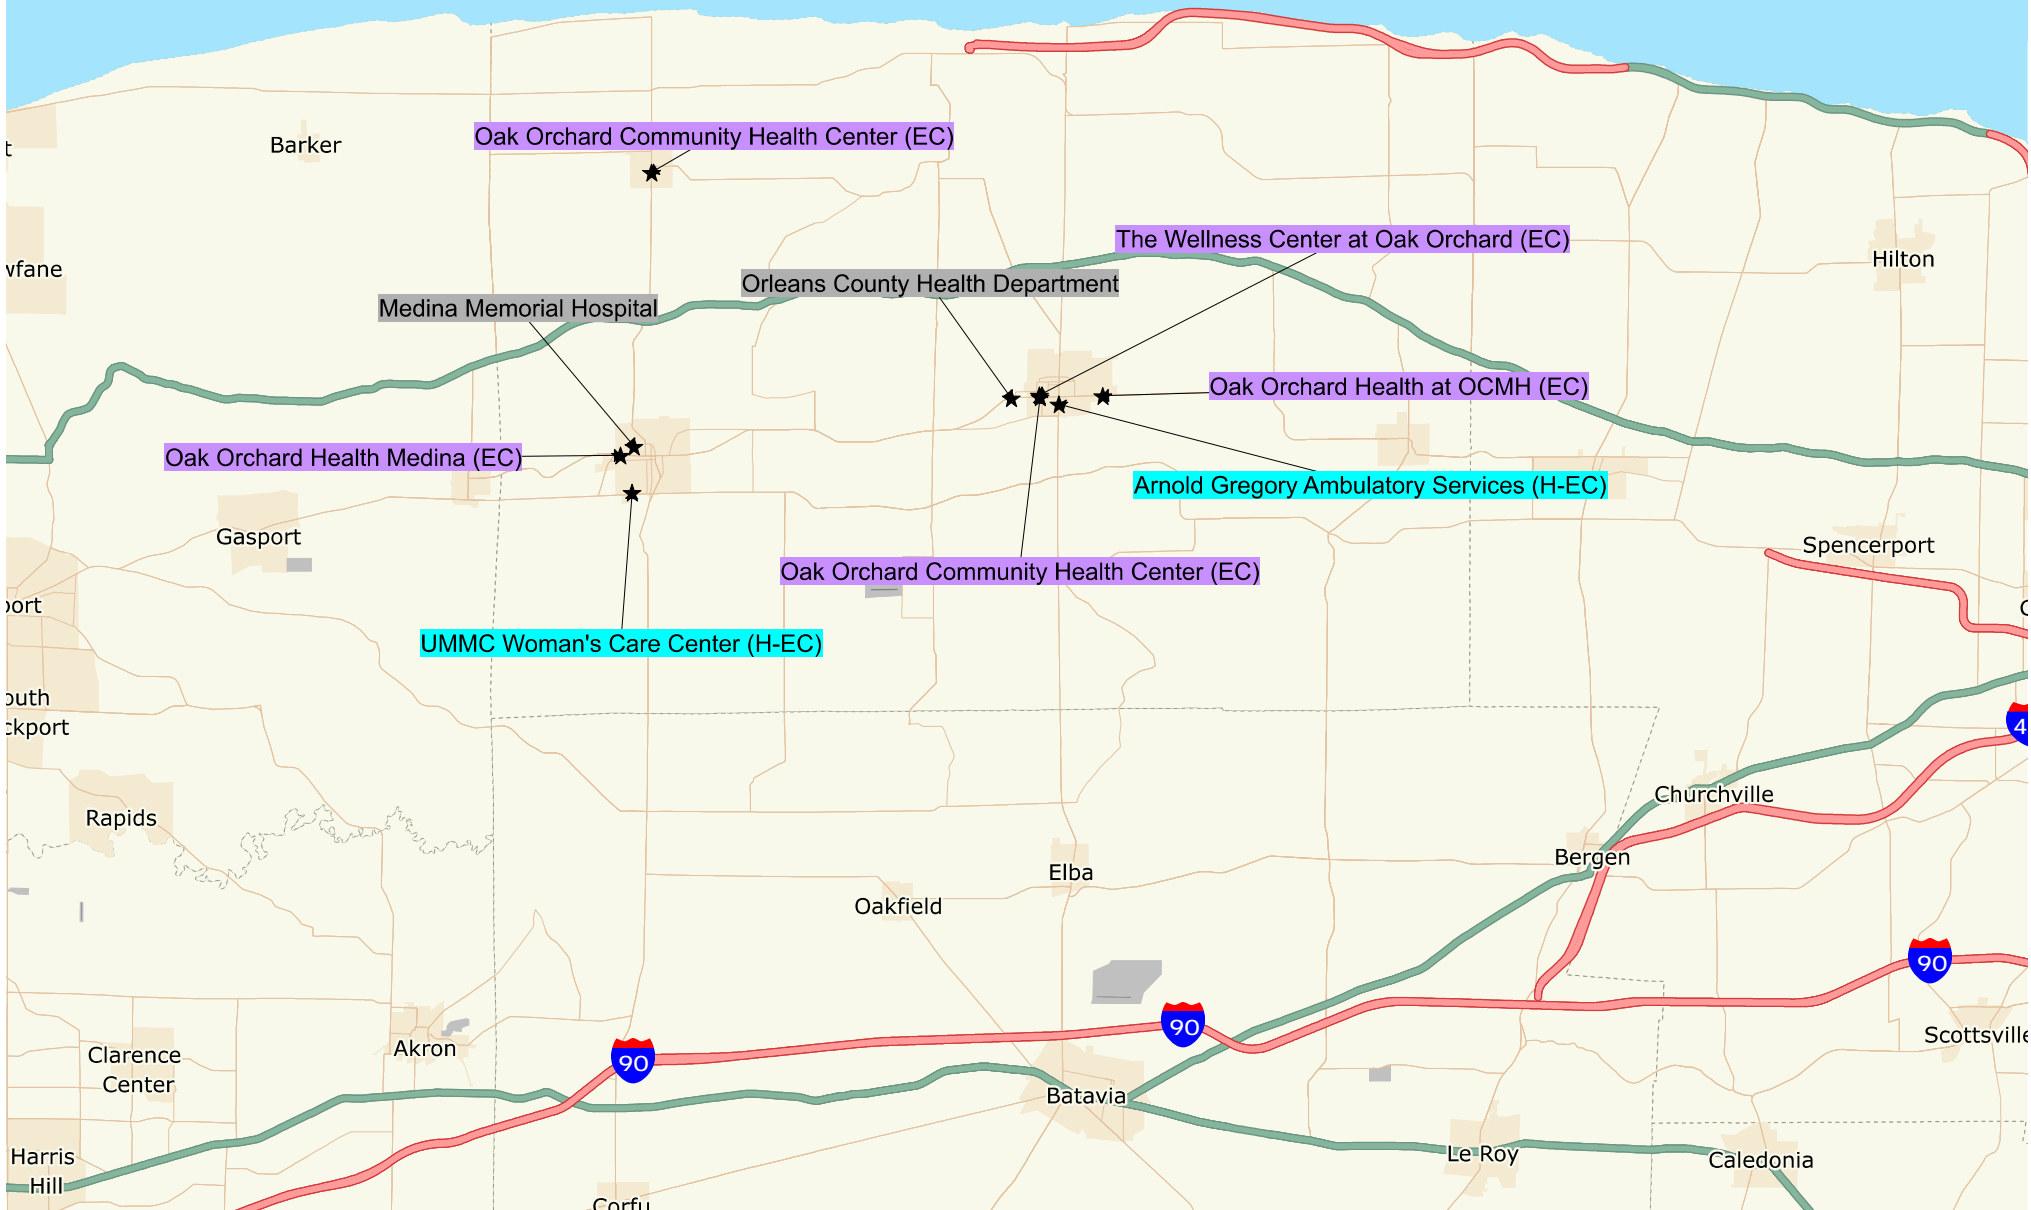 Oak Orchard Community Health Center (EC)
Barker
t
The Wellness Center at Oak Orchard (EC)
Hilton
wfane
Orleans County Health Department
Medina Memorial Hospital
Oak Orchard Health at OCMH (EC)
Oak Orchard Health Medina (EC)
Arnold Gregory Ambulatory Services (H-EC)
Gasport
Spencerport
Oak Orchard Community Health Center (EC)
port
UMMC Woman's Care Center (H-EC)
outh
ckport
4
Churchville
Rapids
Bergen
Elba
Oakfield
90
90
Scottsville
Akron
Clarence
Center
90
Batavia
Harris
Hill
Le Roy
Caledonia
Corfu